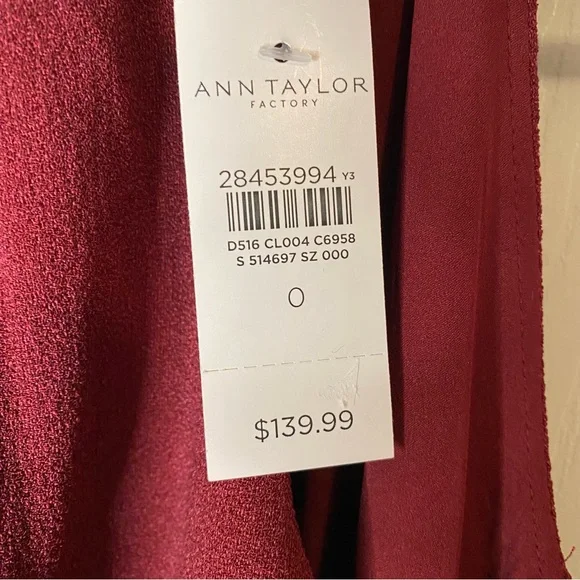 ANN TAYLOR
FACTORY
28453994 Y3
D516 CL004 C6958
S 514697 SZ 000
0
$139.99